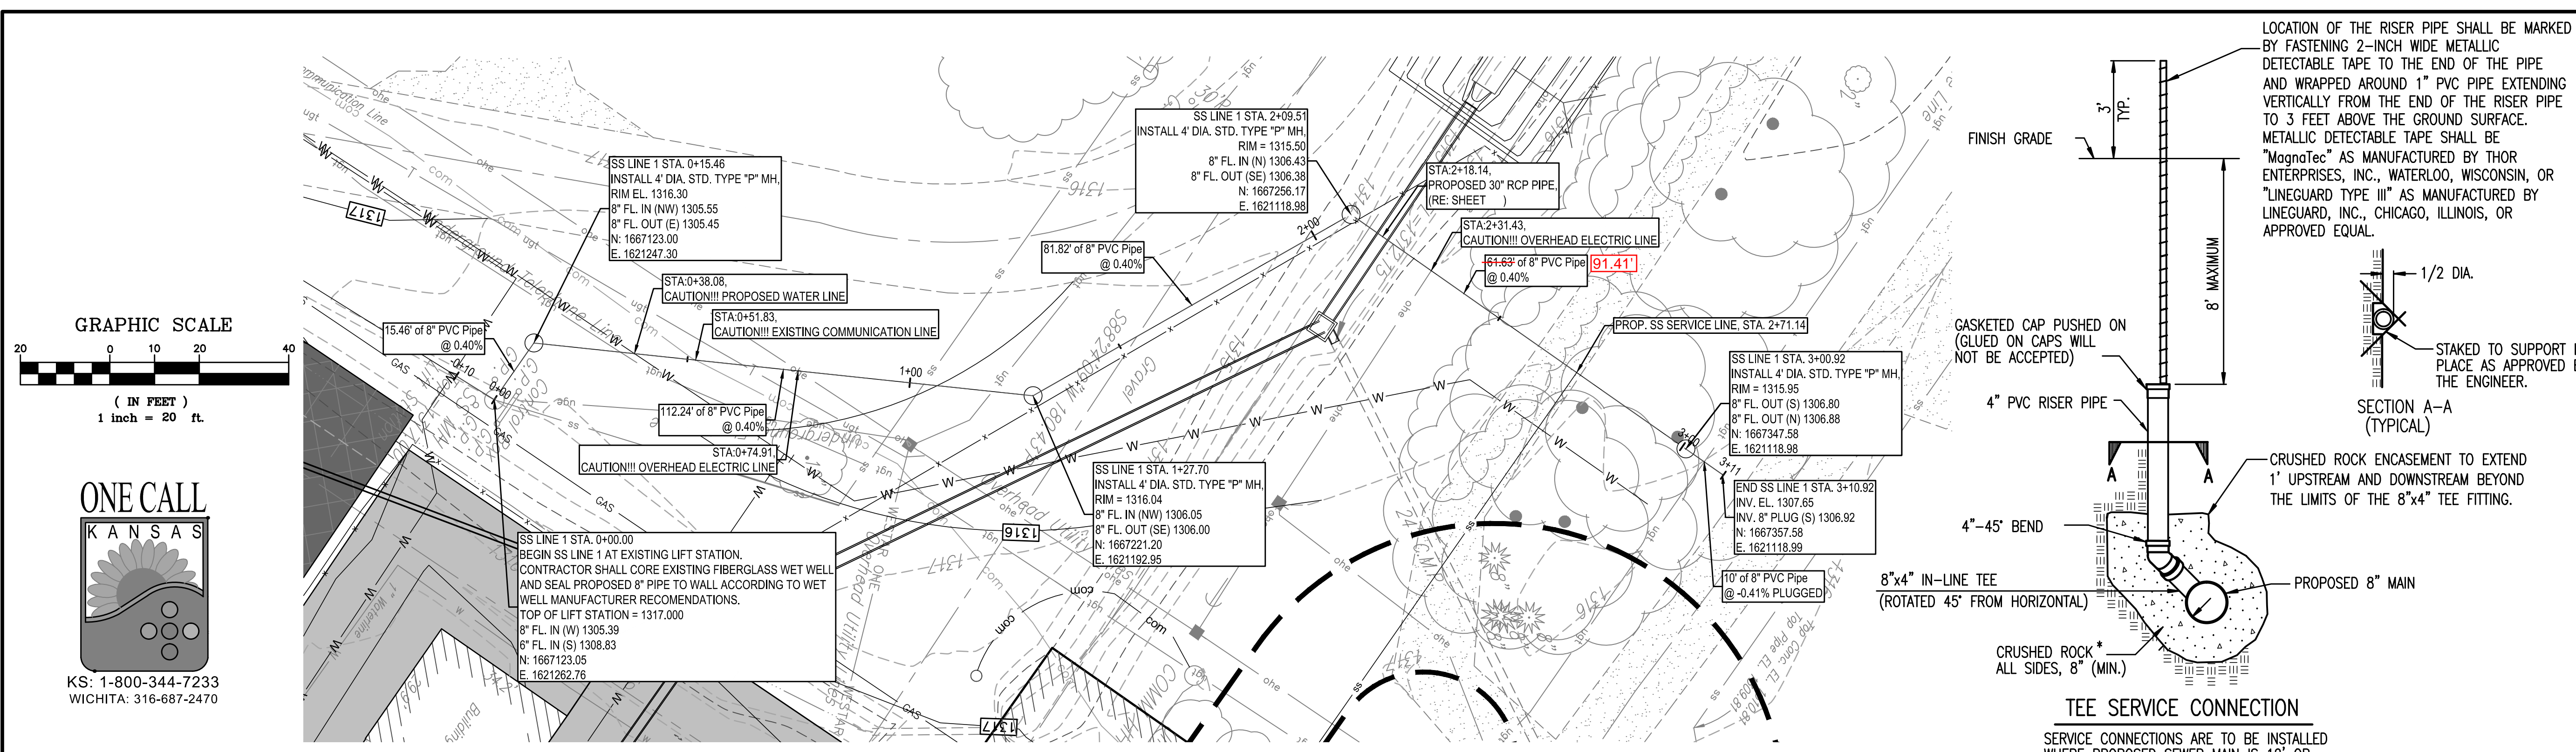 GRAPHIC SCALE
20 0 10 20 40
( IN FEET )
1 inch = 20 ft.
ONE CALL
KANSAS
KS: 1-800-344-7233
WICHITA: 316-687-2470
SS LINE 1 STA. 0+15.46
INSTALL 4' DIA. STD. TYPE "P" MH,
RIM EL. 1316.30
8" FL. IN (NW) 1305.55
8" FL. OUT (E) 1305.45
N: 1667123.00
E. 1621247.30
STA:0+38.08,
CAUTION!!! PROPOSED WATER LINE
STA:0+51.83,
CAUTION!!! EXISTING COMMUNICATION LINE
15.46' of 8" PVC Pipe
@ 0.40%
-0+10
0+00
1+00
2+00
3+00
3+11
112.24' of 8" PVC Pipe
@ 0.40%
STA:0+74.91,
CAUTION!!! OVERHEAD ELECTRIC LINE
SS LINE 1 STA. 0+00.00
BEGIN SS LINE 1 AT EXISTING LIFT STATION.
CONTRACTOR SHALL CORE EXISTING FIBERGLASS WET WELL
AND SEAL PROPOSED 8" PIPE TO WALL ACCORDING TO WET
WELL MANUFACTURER RECOMENDATIONS.
TOP OF LIFT STATION = 1317.000
8" FL. IN (W) 1305.39
6" FL. IN (S) 1308.83
N: 1667123.05
E. 1621262.76
SS LINE 1 STA. 2+09.51
INSTALL 4' DIA. STD. TYPE "P" MH,
RIM = 1315.50
8" FL. IN (N) 1306.43
8" FL. OUT (SE) 1306.38
N: 1667256.17
E. 1621118.98
81.82' of 8" PVC Pipe
@ 0.40%
SS LINE 1 STA. 1+27.70
INSTALL 4' DIA. STD. TYPE "P" MH,
RIM = 1316.04
8" FL. IN (NW) 1306.05
8" FL. OUT (SE) 1306.00
N: 1667221.20
E. 1621192.95
STA:2+18.14,
PROPOSED 30" RCP PIPE,
(RE: SHEET )
STA:2+31.43,
CAUTION!!! OVERHEAD ELECTRIC LINE
61.63' of 8" PVC Pipe 91.41'
@ 0.40%
PROP. SS SERVICE LINE, STA. 2+71.14
SS LINE 1 STA. 3+00.92
INSTALL 4' DIA. STD. TYPE "P" MH,
RIM = 1315.95
8" FL. OUT (S) 1306.80
8" FL. OUT (N) 1306.88
N: 1667347.58
E. 1621118.98
END SS LINE 1 STA. 3+10.92
INV. EL. 1307.65
INV. 8" PLUG (S) 1306.92
N: 1667357.58
E. 1621118.99
10' of 8" PVC Pipe
@ -0.41% PLUGGED
1317
1316
1317
Underground Telephone Line
Gravel
LOCATION OF THE RISER PIPE SHALL BE MARKED
BY FASTENING 2-INCH WIDE METALLIC
DETECTABLE TAPE TO THE END OF THE PIPE
AND WRAPPED AROUND 1" PVC PIPE EXTENDING
VERTICALLY FROM THE END OF THE RISER PIPE
TO 3 FEET ABOVE THE GROUND SURFACE.
METALLIC DETECTABLE TAPE SHALL BE
"MagnaTec" AS MANUFACTURED BY THOR
ENTERPRISES, INC., WATERLOO, WISCONSIN, OR
"LINEGUARD TYPE III" AS MANUFACTURED BY
LINEGUARD, INC., CHICAGO, ILLINOIS, OR
APPROVED EQUAL.
3'
TYP.
FINISH GRADE
8' MAXIMUM
1/2 DIA.
GASKETED CAP PUSHED ON
(GLUED ON CAPS WILL
NOT BE ACCEPTED)
STAKED TO SUPPORT
PLACE AS APPROVED
THE ENGINEER.
SECTION A-A
(TYPICAL)
4" PVC RISER PIPE
A A
CRUSHED ROCK ENCASEMENT TO EXTEND
1' UPSTREAM AND DOWNSTREAM BEYOND
THE LIMITS OF THE 8"x4" TEE FITTING.
4"-45° BEND
8"x4" IN-LINE TEE
(ROTATED 45° FROM HORIZONTAL)
PROPOSED 8" MAIN
CRUSHED ROCK*
ALL SIDES, 8" (MIN.)
TEE SERVICE CONNECTION
SERVICE CONNECTIONS ARE TO BE INSTALLED
WHERE PROPOSED SEWER MAIN IS 12' OR